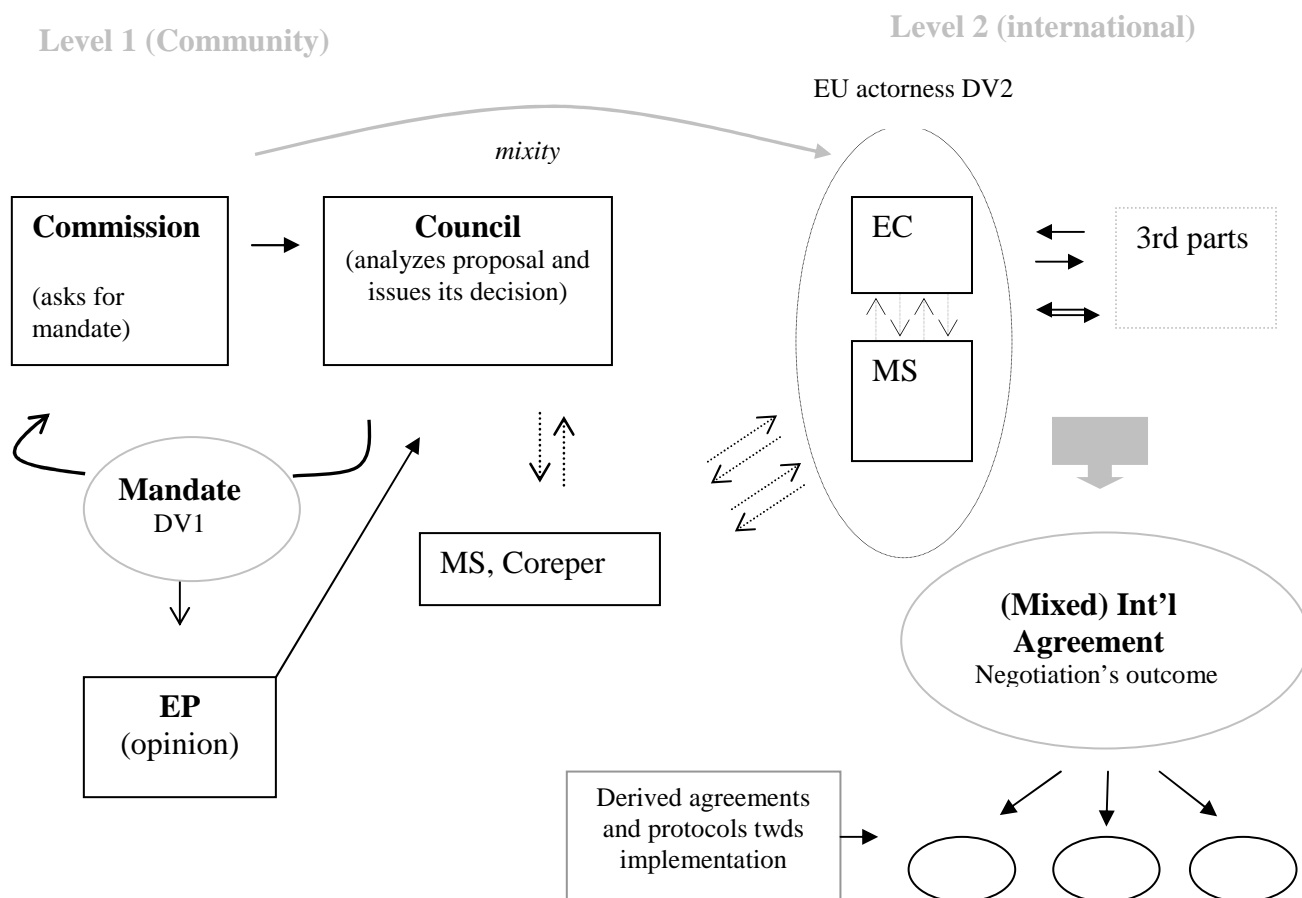 Level 1 (Community)
Level 2 (international)
EU actorness DV2
mixity
Commission
(asks for
mandate)
Council
(analyzes proposal and
issues its decision)
EC
MS
3rd parts
Mandate
DV1
MS, Coreper
EP
(opinion)
(Mixed) Int’l
Agreement
Negotiation’s outcome
Derived agreements
and protocols twds
implementation